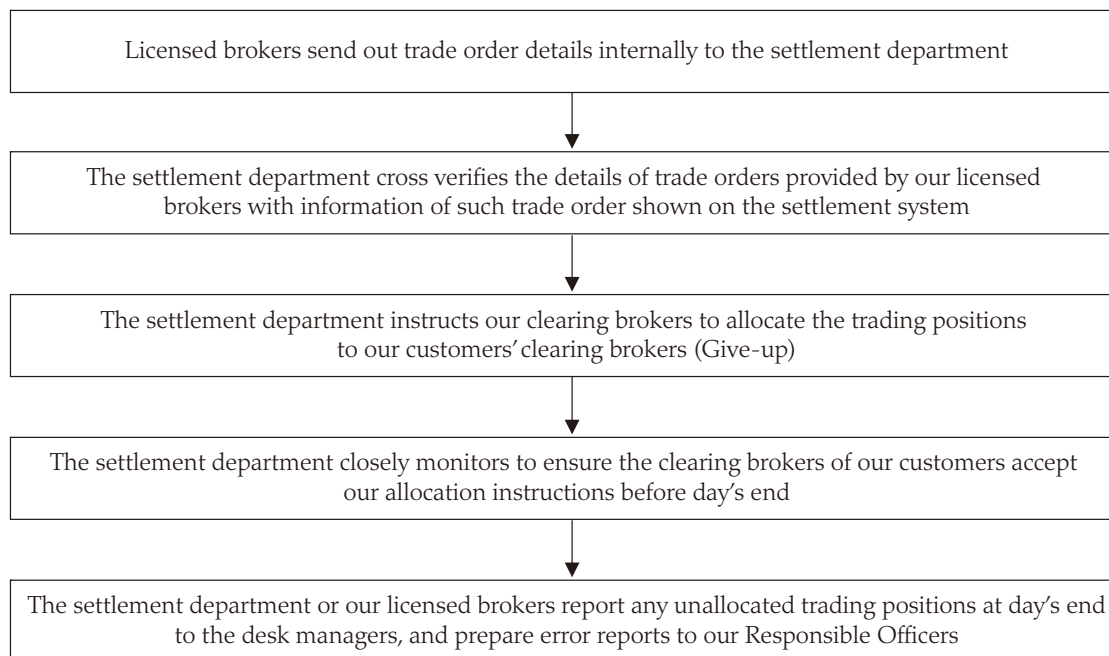 Licensed brokers send out trade order details internally to the settlement department
The settlement department cross verifies the details of trade orders provided by our licensed
brokers with information of such trade order shown on the settlement system
The settlement department instructs our clearing brokers to allocate the trading positions
to our customers’ clearing brokers (Give-up)
The settlement department closely monitors to ensure the clearing brokers of our customers accept
our allocation instructions before day’s end
The settlement department or our licensed brokers report any unallocated trading positions at day’s end
to the desk managers, and prepare error reports to our Responsible Officers